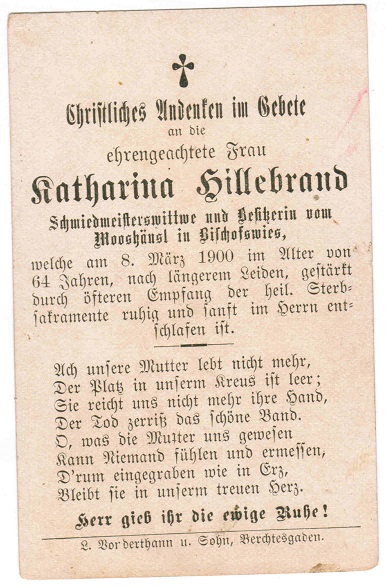 Christliches Andenken im Gebete
an die
ehrengeachtete Frau
Katharina Hillebrand
Schmiedmeisterswittwe und Besitzerin vom
Mooshäusl in Bischofswies,
welche am 8. März 1900 im Alter von
64 Jahren, nach längerem Leiden, gestärkt
durch öfteren Empfang der heil. Sterb-
sakramente ruhig und sanft im Herrn ent-
schlafen ist.
Ach unsere Mutter lebt nicht mehr,
Der Platz in unserm Kreus ist leer;
Sie reicht uns nicht mehr ihre Hand,
Der Tod zerriß das schöne Band.
O, was die Mutter uns gewesen
Kann Niemand fühlen und ermessen,
D'rum eingegraben wie in Erz,
Bleibt sie in unserm treuen Herz.
Herr gieb ihr die ewige Ruhe!
L. Vorderthann u. Sohn, Berchtesgaden.